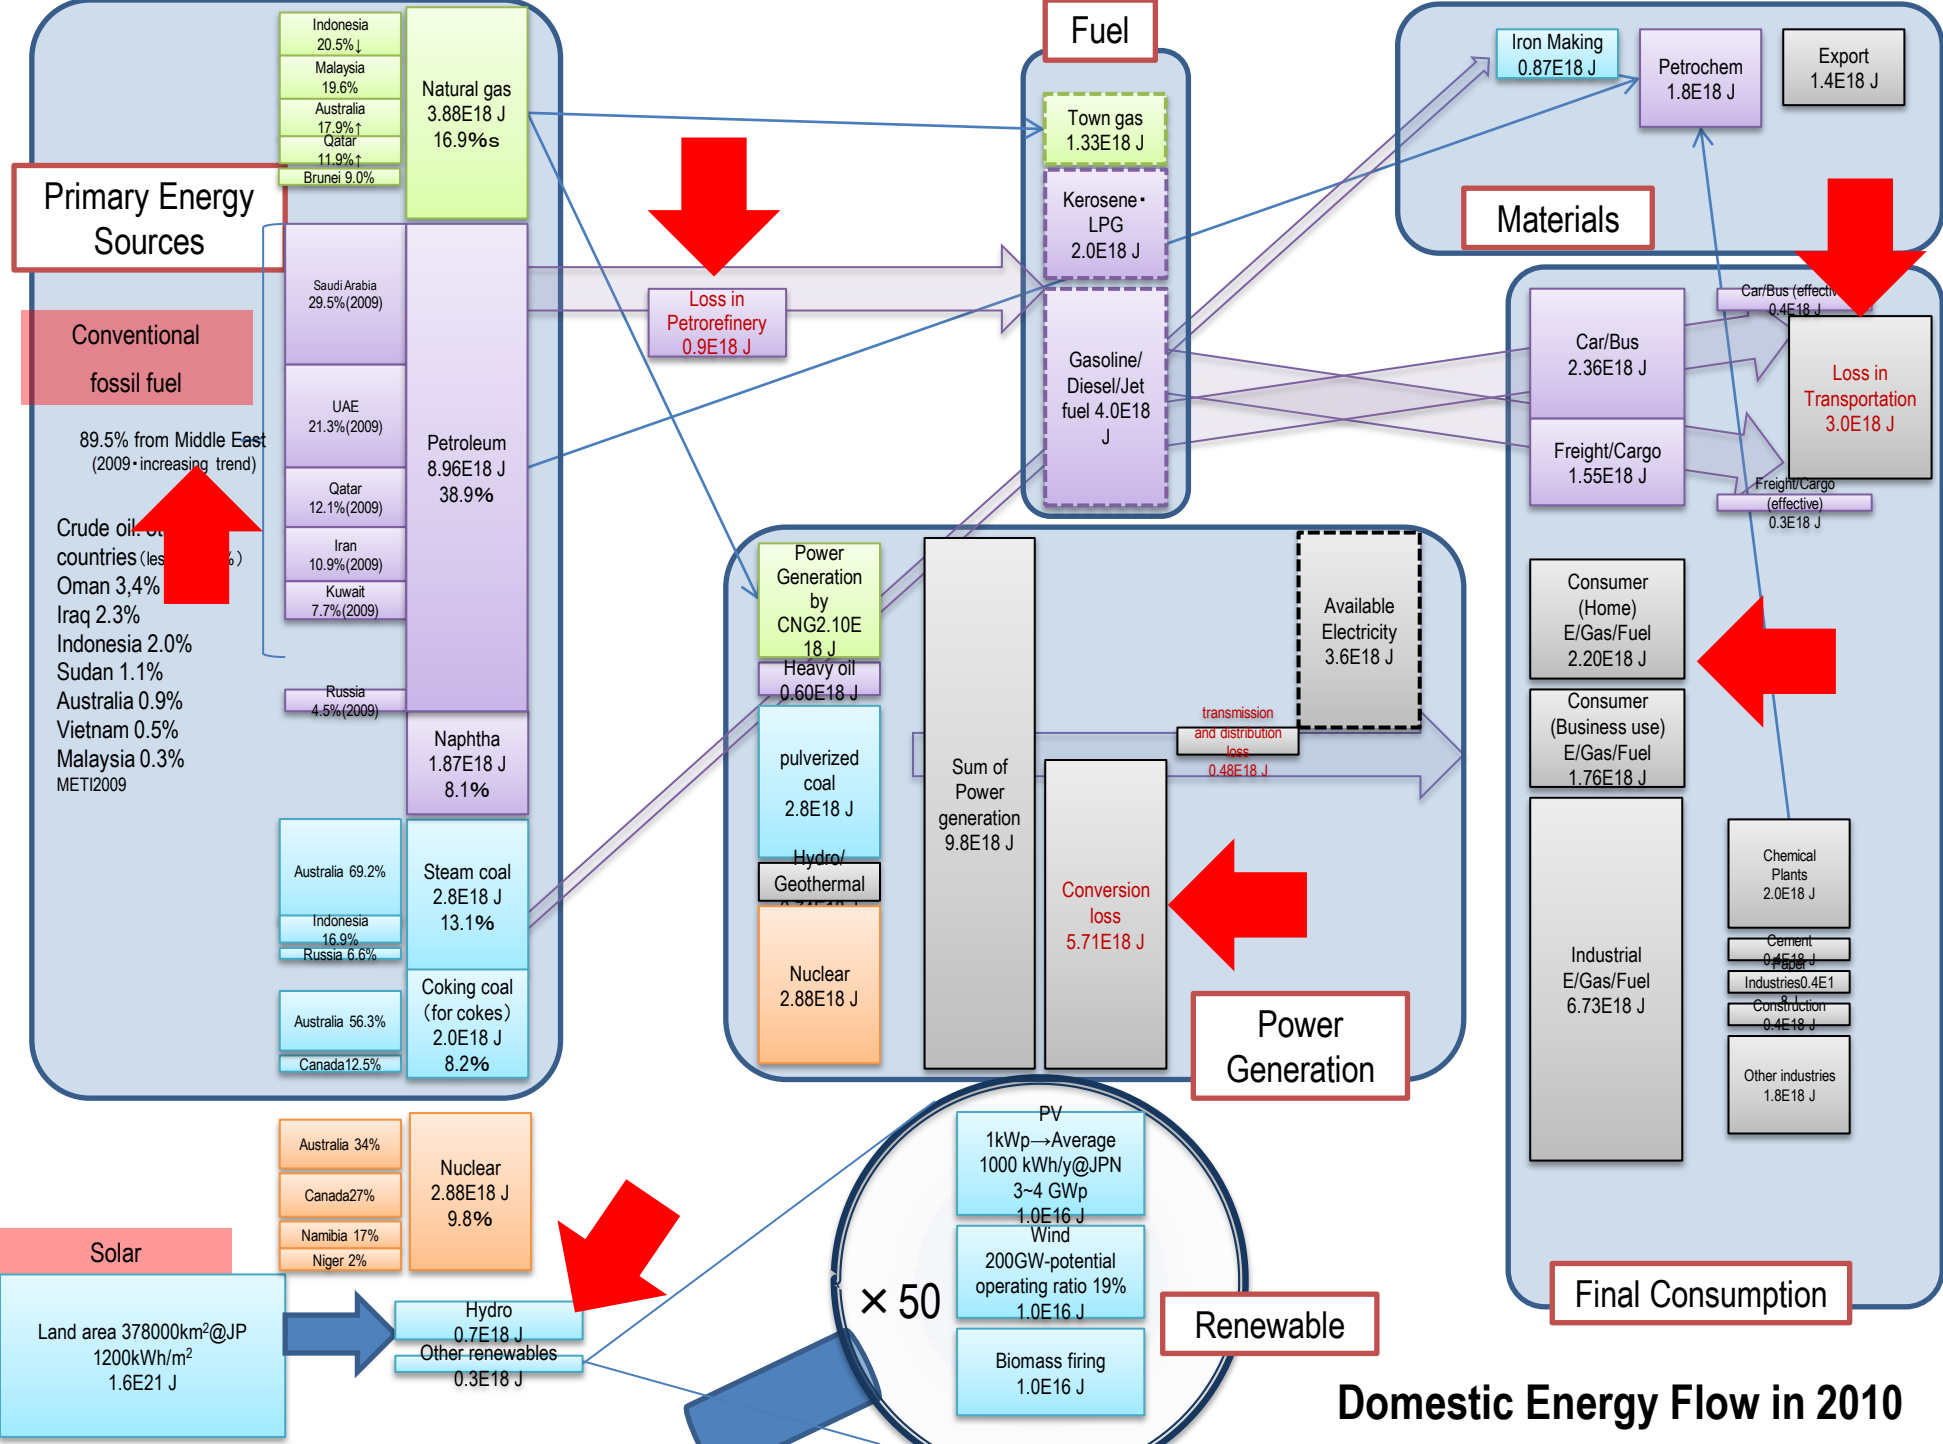 Indonesia
20.5%↓
Malaysia
19.6%
Australia
17.9%↑
Qatar
11.9%↑
Brunei 9.0%
Natural gas
3.88E18 J
16.9%s
Primary Energy
Sources
Conventional
fossil fuel
89.5% from Middle East
(2009・increasing trend)
Crude oil:
countries
Oman 3,4%
Iraq 2.3%
Indonesia 2.0%
Sudan 1.1%
Australia 0.9%
Vietnam 0.5%
Malaysia 0.3%
METI2009
Saudi Arabia
29.5%(2009)
UAE
21.3%(2009)
Qatar
12.1%(2009)
Iran
10.9%(2009)
Kuwait
7.7%(2009)
Russia
4.5%(2009)
Petroleum
8.96E18 J
38.9%
Naphtha
1.87E18 J
8.1%
Australia 69.2%
Indonesia
16.9%
Russia 6.6%
Steam coal
2.8E18 J
13.1%
Australia 56.3%
Canada12.5%
Coking coal
（for cokes）
2.0E18 J
8.2%
Australia 34%
Canada27%
Namibia 17%
Niger 2%
Nuclear
2.88E18 J
9.8%
Solar
Land area 378000km²@JP
1200kWh/m²
1.6E21 J
Hydro
0.7E18 J
Other renewables
0.3E18 J
Loss in
Petrorefinery
0.9E18 J
Fuel
Town gas
1.33E18 J
Kerosene・
LPG
2.0E18 J
Gasoline/
Diesel/Jet
fuel 4.0E18
J
Power
Generation
by
CNG2.10E
18 J
Heavy oil
0.60E18 J
pulverized
coal
2.8E18 J
Hydro/
Geothermal
Nuclear
2.88E18 J
Sum of
Power
generation
9.8E18 J
Conversion
loss
5.71E18 J
transmission
and distribution
loss
0.48E18 J
Available
Electricity
3.6E18 J
Power
Generation
PV
1kWp→Average
1000 kWh/y@JPN
3~4 GWp
1.0E16 J
Wind
200GW-potential
operating ratio 19%
1.0E16 J
Biomass firing
1.0E16 J
×50
Renewable
Iron Making
0.87E18 J
Petrochem
1.8E18 J
Export
1.4E18 J
Materials
Car/Bus
2.36E18 J
Freight/Cargo
1.55E18 J
Car/Bus
0.4E18 J
Loss in
Transportation
3.0E18 J
Freight/Cargo
(effective)
0.3E18 J
Consumer
(Home)
E/Gas/Fuel
2.20E18 J
Consumer
(Business use)
E/Gas/Fuel
1.76E18 J
Industrial
E/Gas/Fuel
6.73E18 J
Chemical
Plants
2.0E18 J
Cement
0.4E18 J
Paper
Industries0.4E1
8 J
Construction
0.4E18 J
Other industries
1.8E18 J
Final Consumption
Domestic Energy Flow in 2010